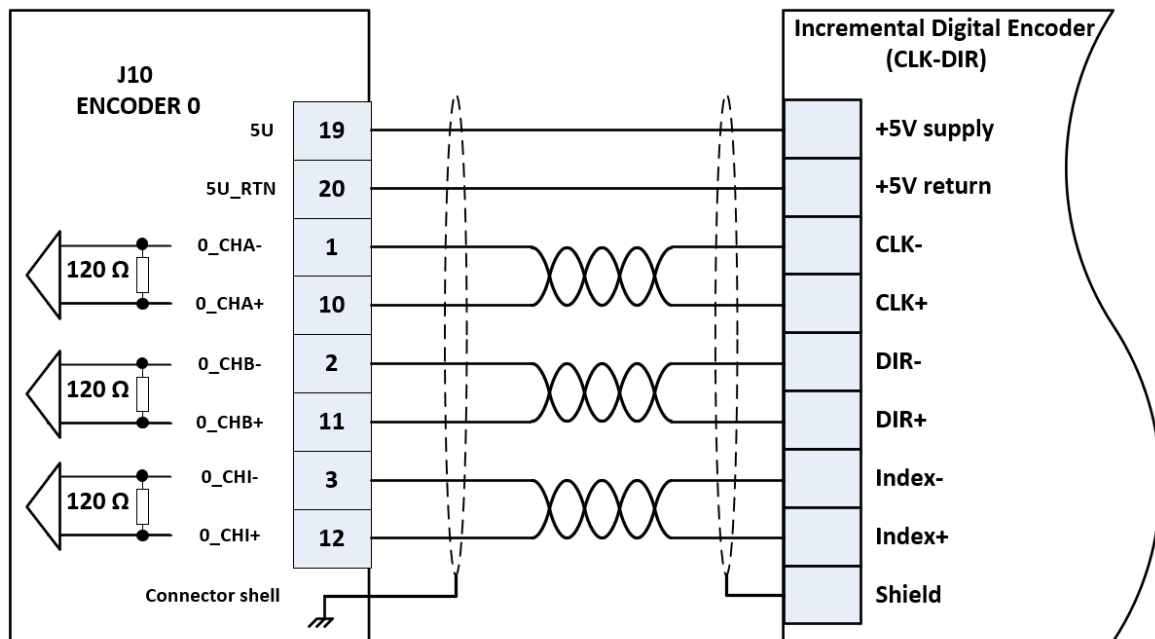 J10
ENCODER 0
Incremental Digital Encoder
(CLK-DIR)
5U 19 +5V supply
5U_RTN 20 +5V return
0_CHA- 1 CLK-
120 Ω
0_CHA+ 10 CLK+
0_CHB- 2 DIR-
120 Ω
0_CHB+ 11 DIR+
0_CHI- 3 Index-
120 Ω
0_CHI+ 12 Index+
Connector shell Shield